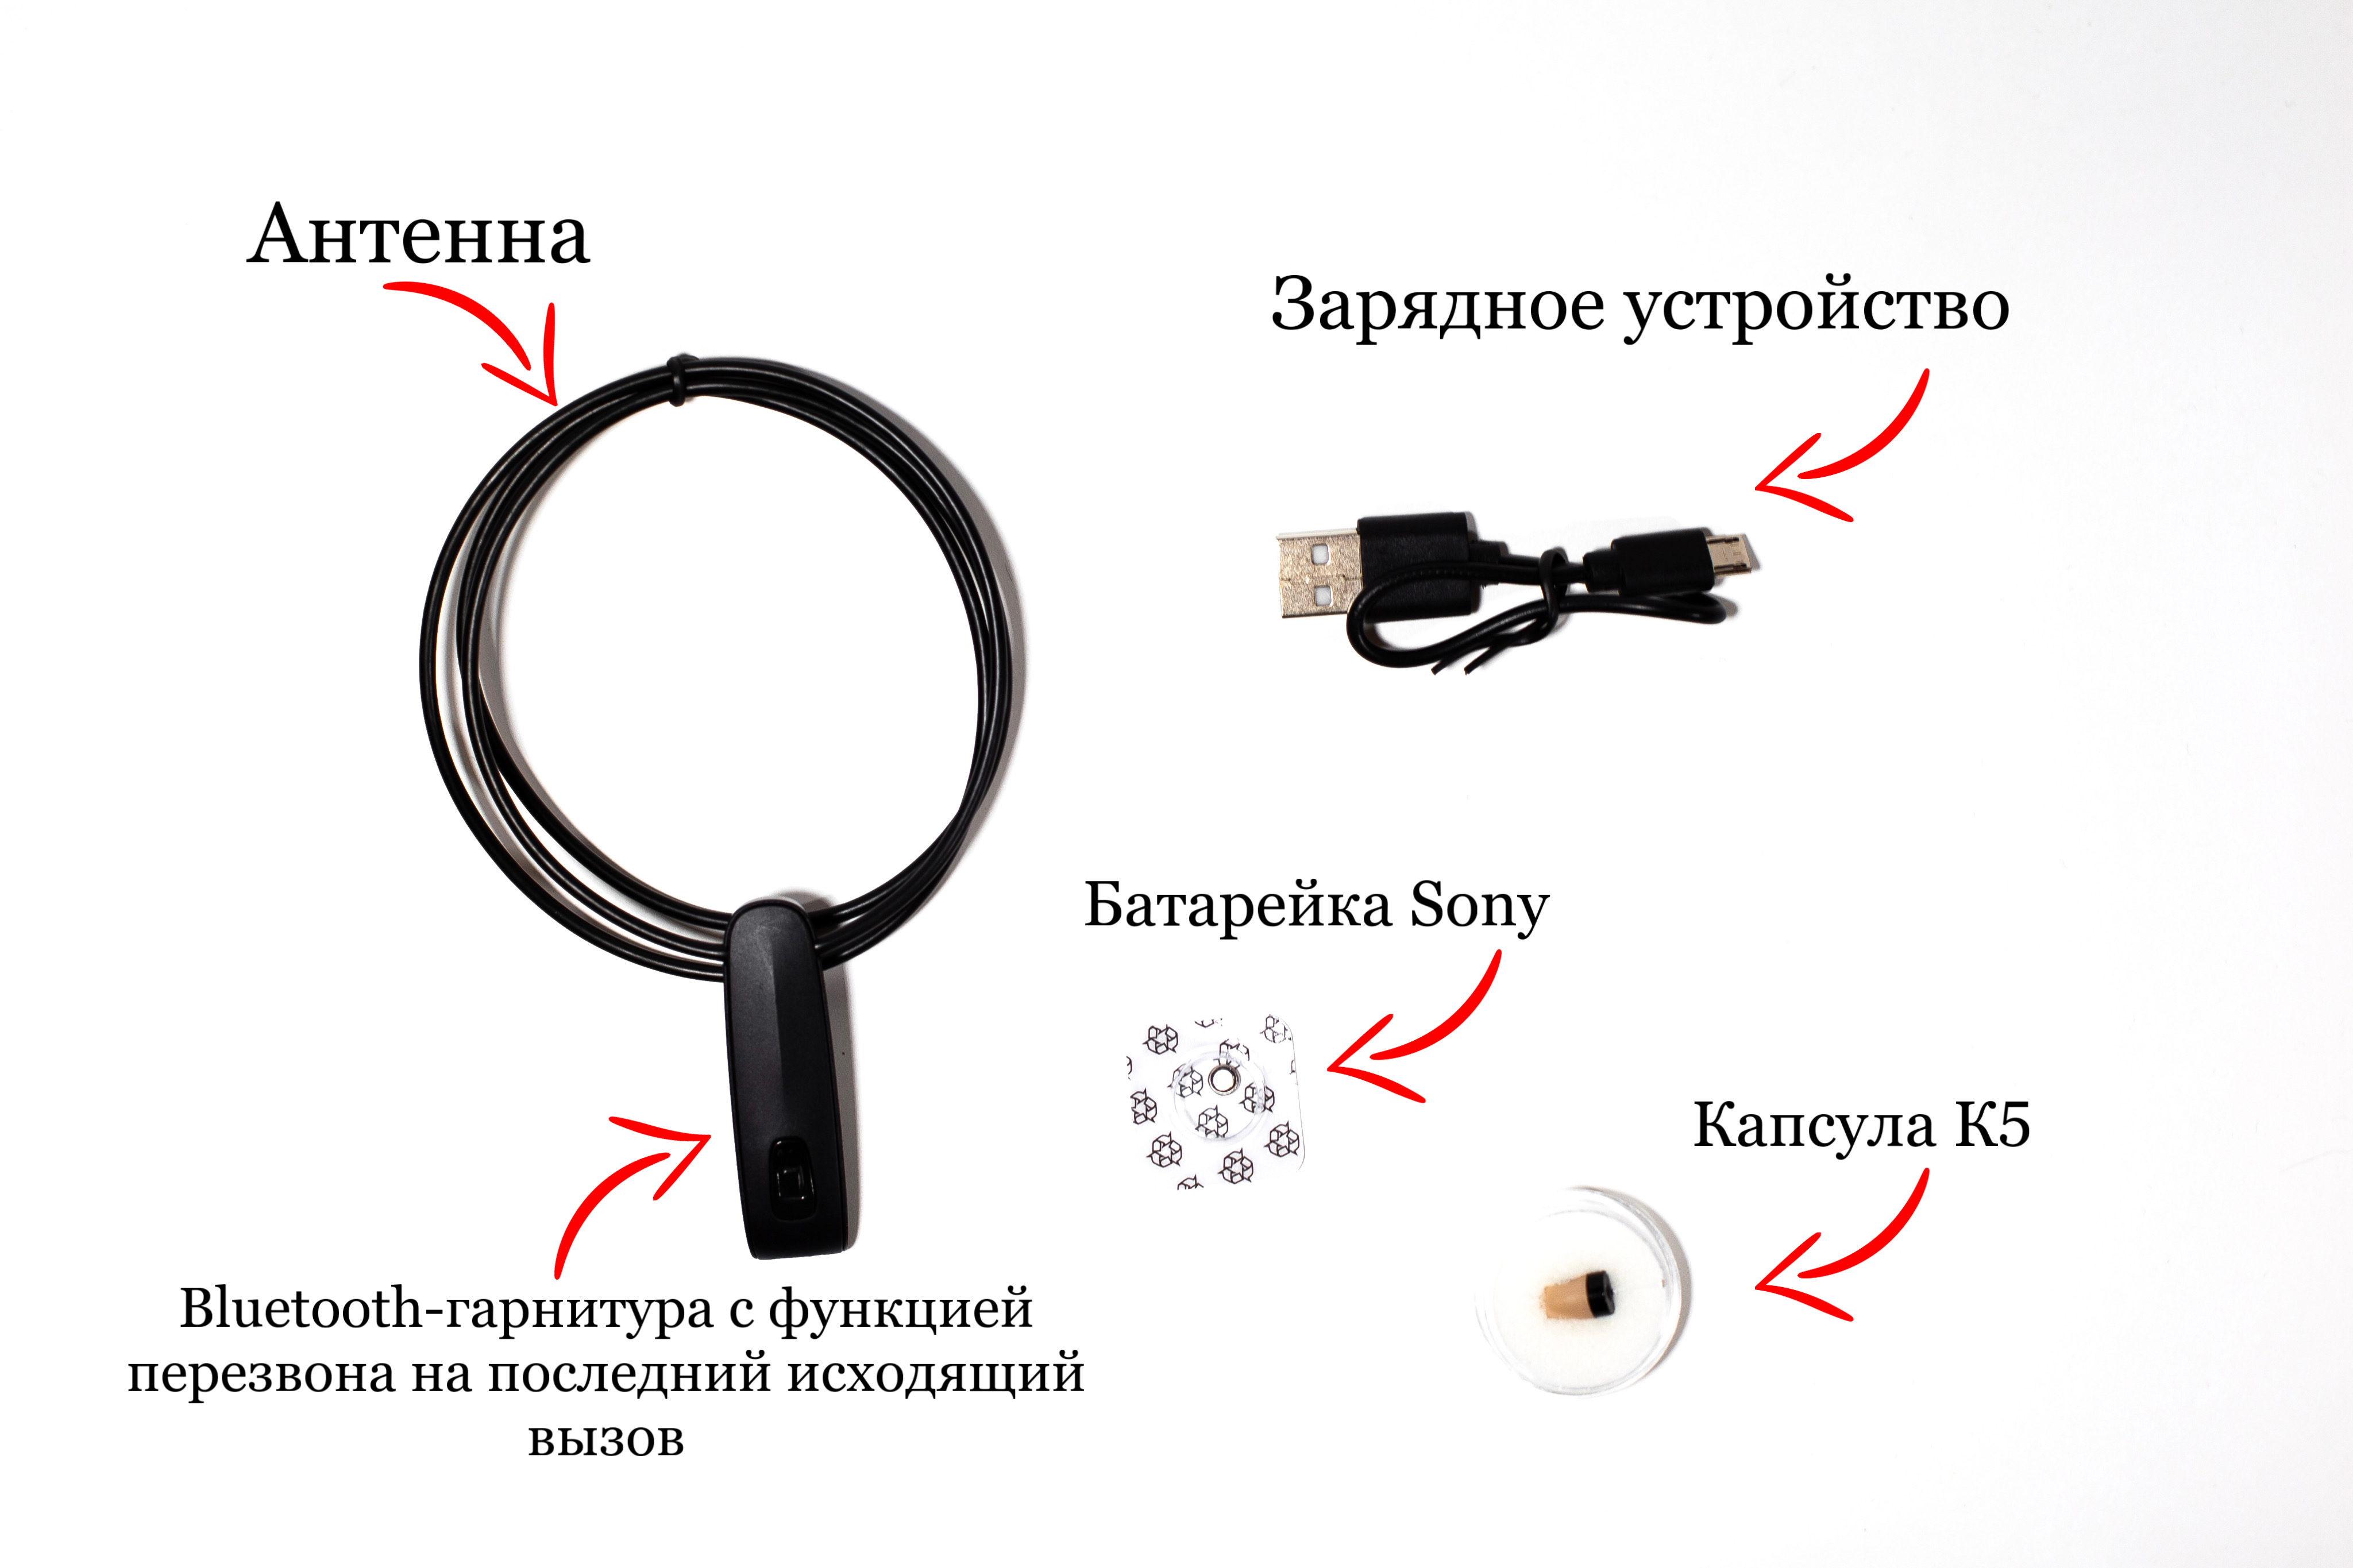 Антенна
Зарядное устройство
Батарейка Sony
Капсула К5
Bluetooth-гарнитура с функцией
перезвона на последний исходящий
вызов